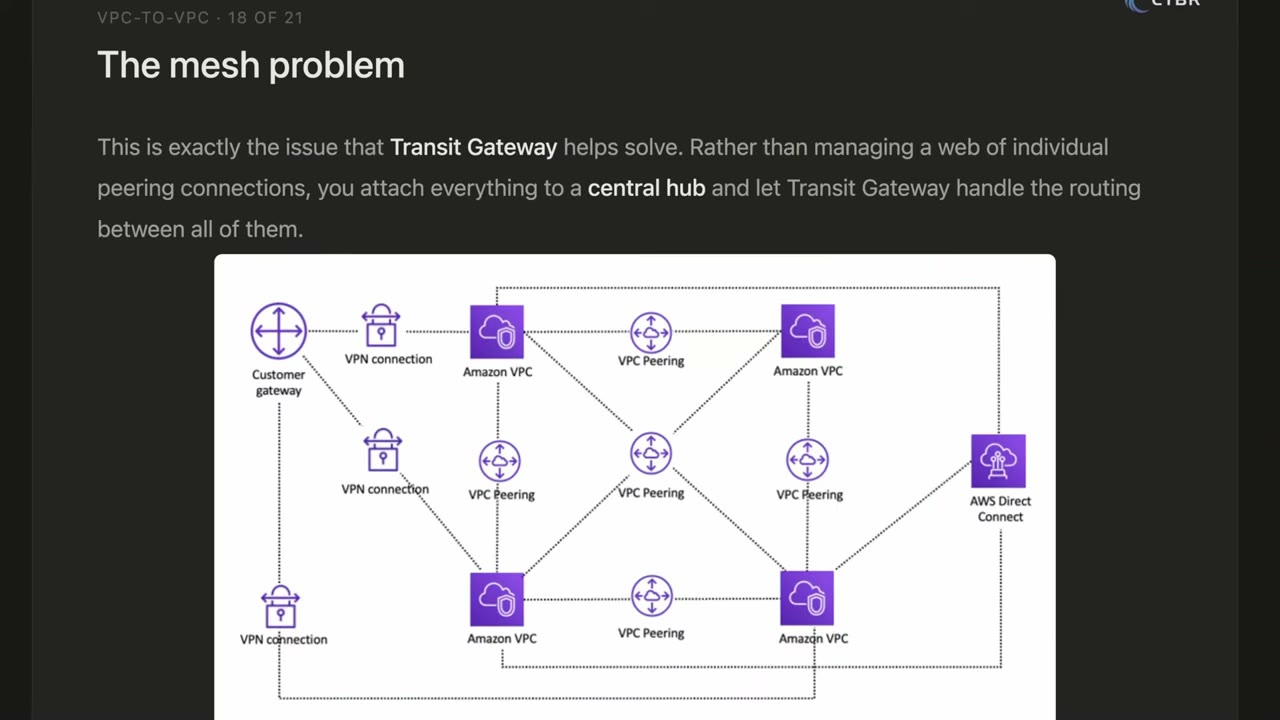 VPC-TO-VPC · 18 OF 21
CYBR
The mesh problem
This is exactly the issue that Transit Gateway helps solve. Rather than managing a web of individual
peering connections, you attach everything to a central hub and let Transit Gateway handle the routing
between all of them.
VPN connection
VPC Peering
Customer
gateway
Amazon VPC
Amazon VPC
VPN connection
VPC Peering
VPC Peering
VPC Peering
AWS Direct
Connect
VPN connection
Amazon VPC
VPC Peering
Amazon VPC